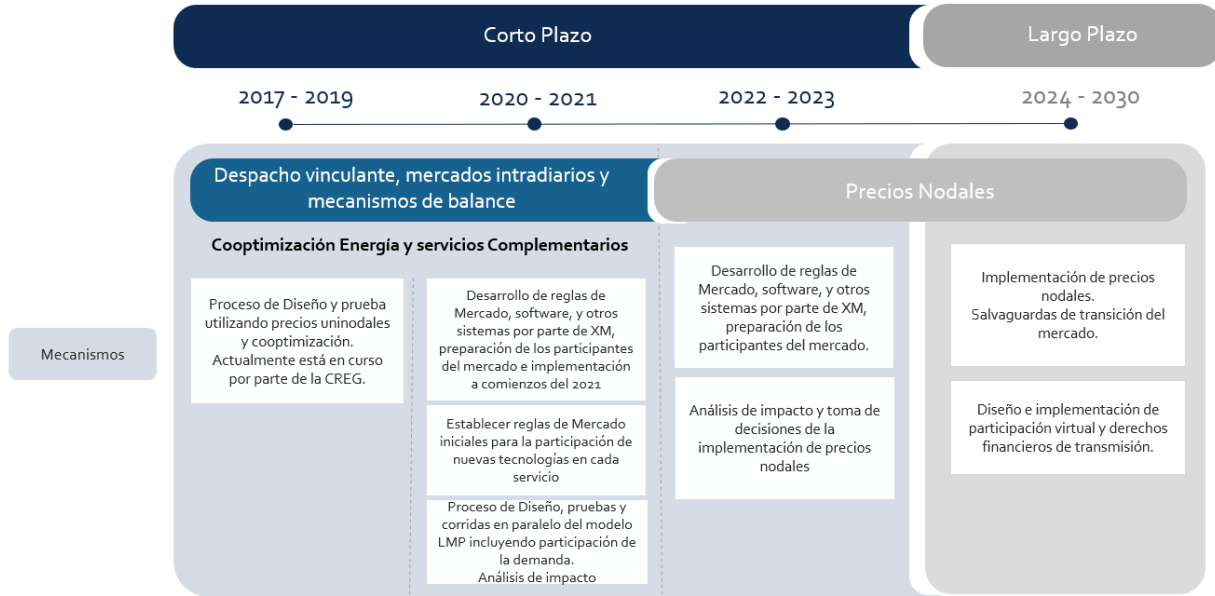 Corto Plazo
Largo Plazo
2017 - 2019
2020 - 2021
2022 - 2023
2024 - 2030
Despacho vinculante, mercados intradiarios y
mecanismos de balance
Precios Nodales
Cooptimización Energía y servicios Complementarios
Mecanismos
Proceso de Diseño y prueba
utilizando precios uninodales
y cooptimización.
Actualmente está en curso
por parte de la CREG.
Desarrollo de reglas de
Mercado, software, y otros
sistemas por parte de XM,
preparación de los participantes
del mercado e implementación
a comienzos del 2021
Establecer reglas de Mercado
iniciales para la participación de
nuevas tecnologías en cada
servicio
Proceso de Diseño, pruebas y
corridas en paralelo del modelo
LMP incluyendo participación de
la demanda.
Análisis de impacto
Desarrollo de reglas de
Mercado, software, y otros
sistemas por parte de XM,
preparación de los
participantes del mercado.
Análisis de impacto y toma de
decisiones de la
implementación de precios
nodales
Implementación de precios
nodales.
Salvaguardas de transición del
mercado.
Diseño e implementación de
participación virtual y derechos
financieros de transmisión.